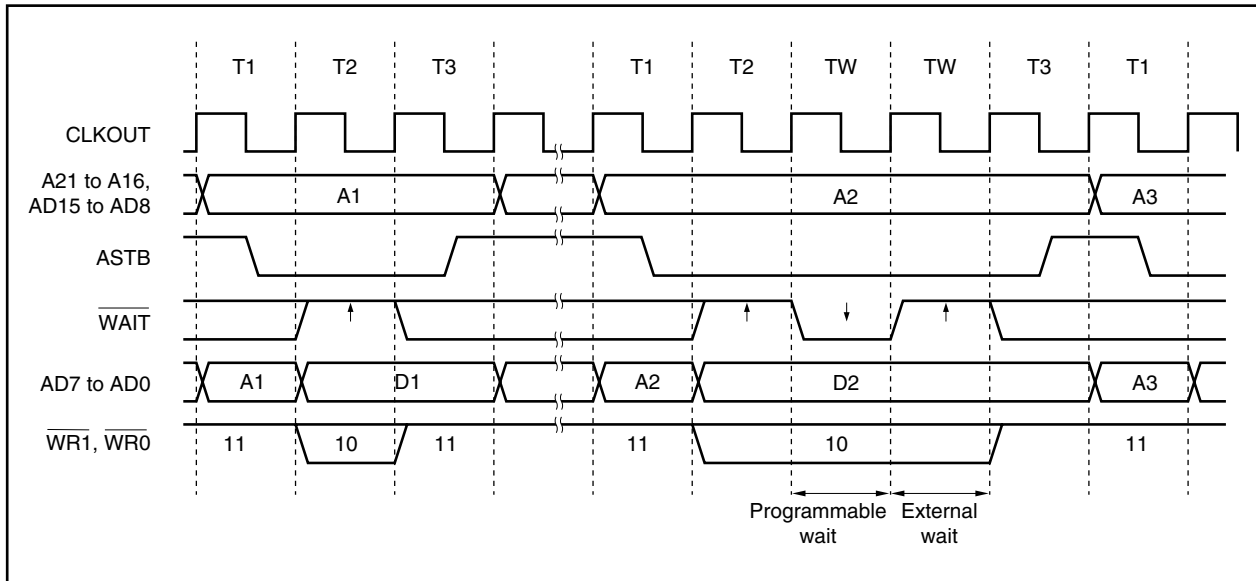 T1 T2 T3 T1 T2 TW TW T3 T1
CLKOUT
A21 to A16,
AD15 to AD8
A1 A2 A3
ASTB
WAIT
AD7 to AD0 A1 D1 A2 D2 A3
WR1, WR0 11 10 11 11 10 11
Programmable
wait
External
wait